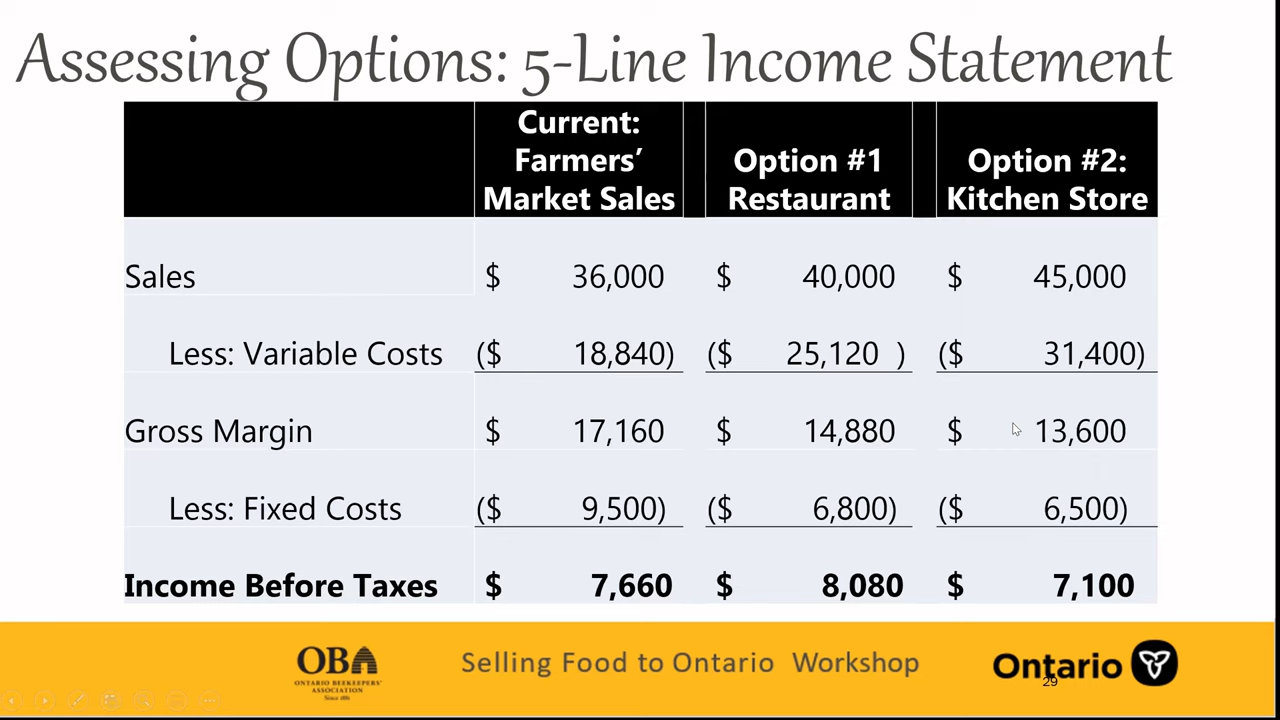 Assessing Options: 5-Line Income Statement
Current: Farmers’ Market Sales
Option #1 Restaurant
Option #2: Kitchen Store
Sales $ 36,000 $ 40,000 $ 45,000
Less: Variable Costs ($ 18,840) ($ 25,120 ) ($ 31,400)
Gross Margin $ 17,160 $ 14,880 $ 13,600
Less: Fixed Costs ($ 9,500) ($ 6,800) ($ 6,500)
Income Before Taxes $ 7,660 $ 8,080 $ 7,100
OBA
ONTARIO BEEKEEPERS'
ASSOCIATION
Since 1881
Selling Food to Ontario Workshop
Ontario
29